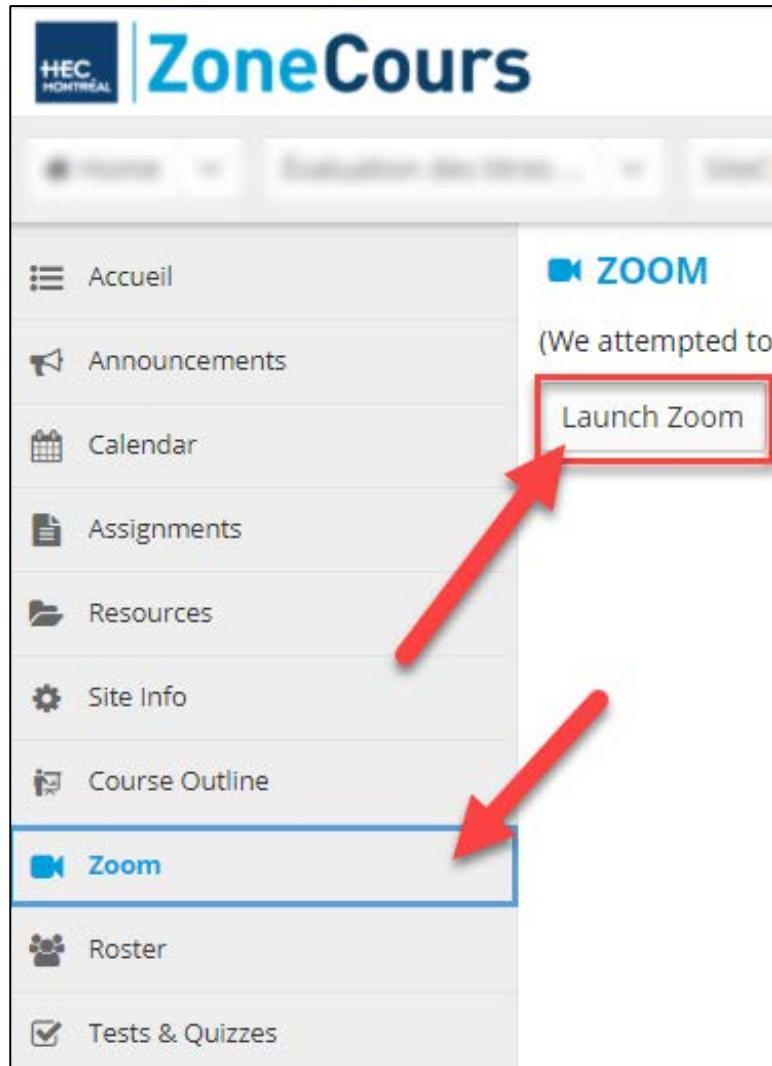 HEC
MONTRÉAL
ZoneCours
Home
Accueil
Announcements
Calendar
Assignments
Resources
Site Info
Course Outline
Zoom
Roster
Tests & Quizzes
ZOOM
(We attempted to
Launch Zoom